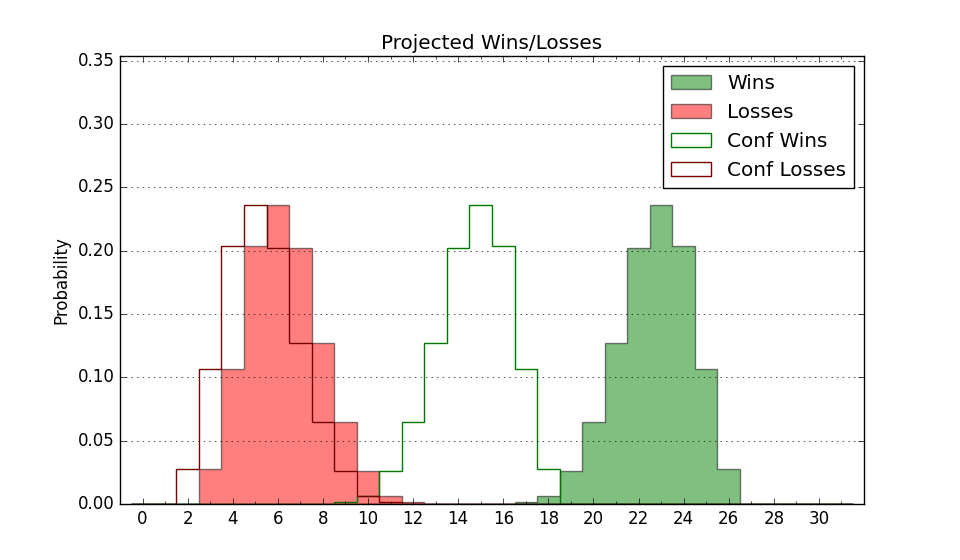 Projected Wins/Losses
0.35
0.30
0.25
0.20
0.15
0.10
0.05
0.00
Probability
Wins
Losses
Conf Wins
Conf Losses
0 2 4 6 8 10 12 14 16 18 20 22 24 26 28 30